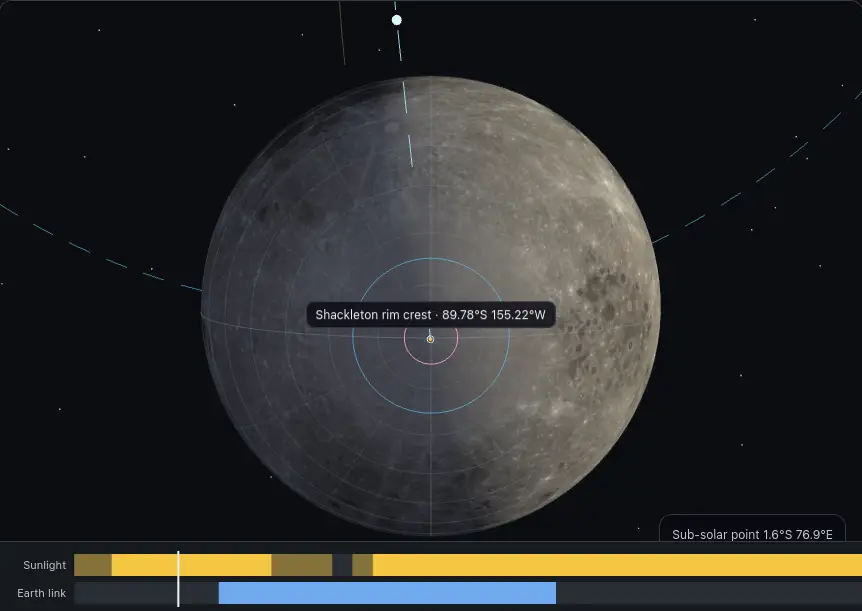 Shackleton rim crest · 89.78°S 155.22°W
Sub-solar point 1.6°S 76.9°E
Sunlight
Earth link